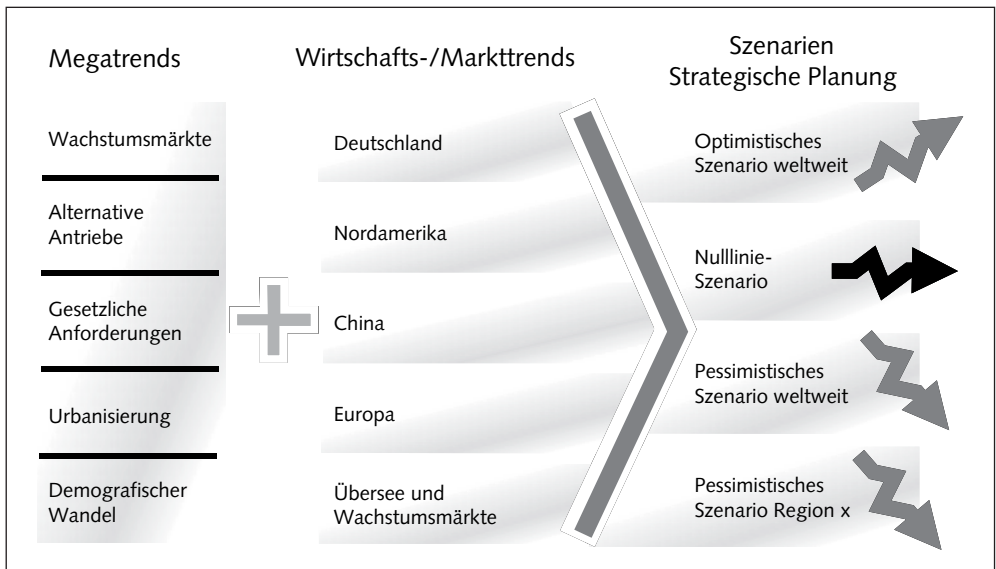 Megatrends
Wirtschafts-/Markttrends
Szenarien
Strategische Planung
Wachstumsmärkte
Alternative
Antriebe
Gesetzliche
Anforderungen
Urbanisierung
Demografischer
Wandel
Deutschland
Nordamerika
China
Europa
Übersee und
Wachstumsmärkte
Optimistisches
Szenario weltweit
Nulllinie-
Szenario
Pessimistisches
Szenario weltweit
Pessimistisches
Szenario Region x